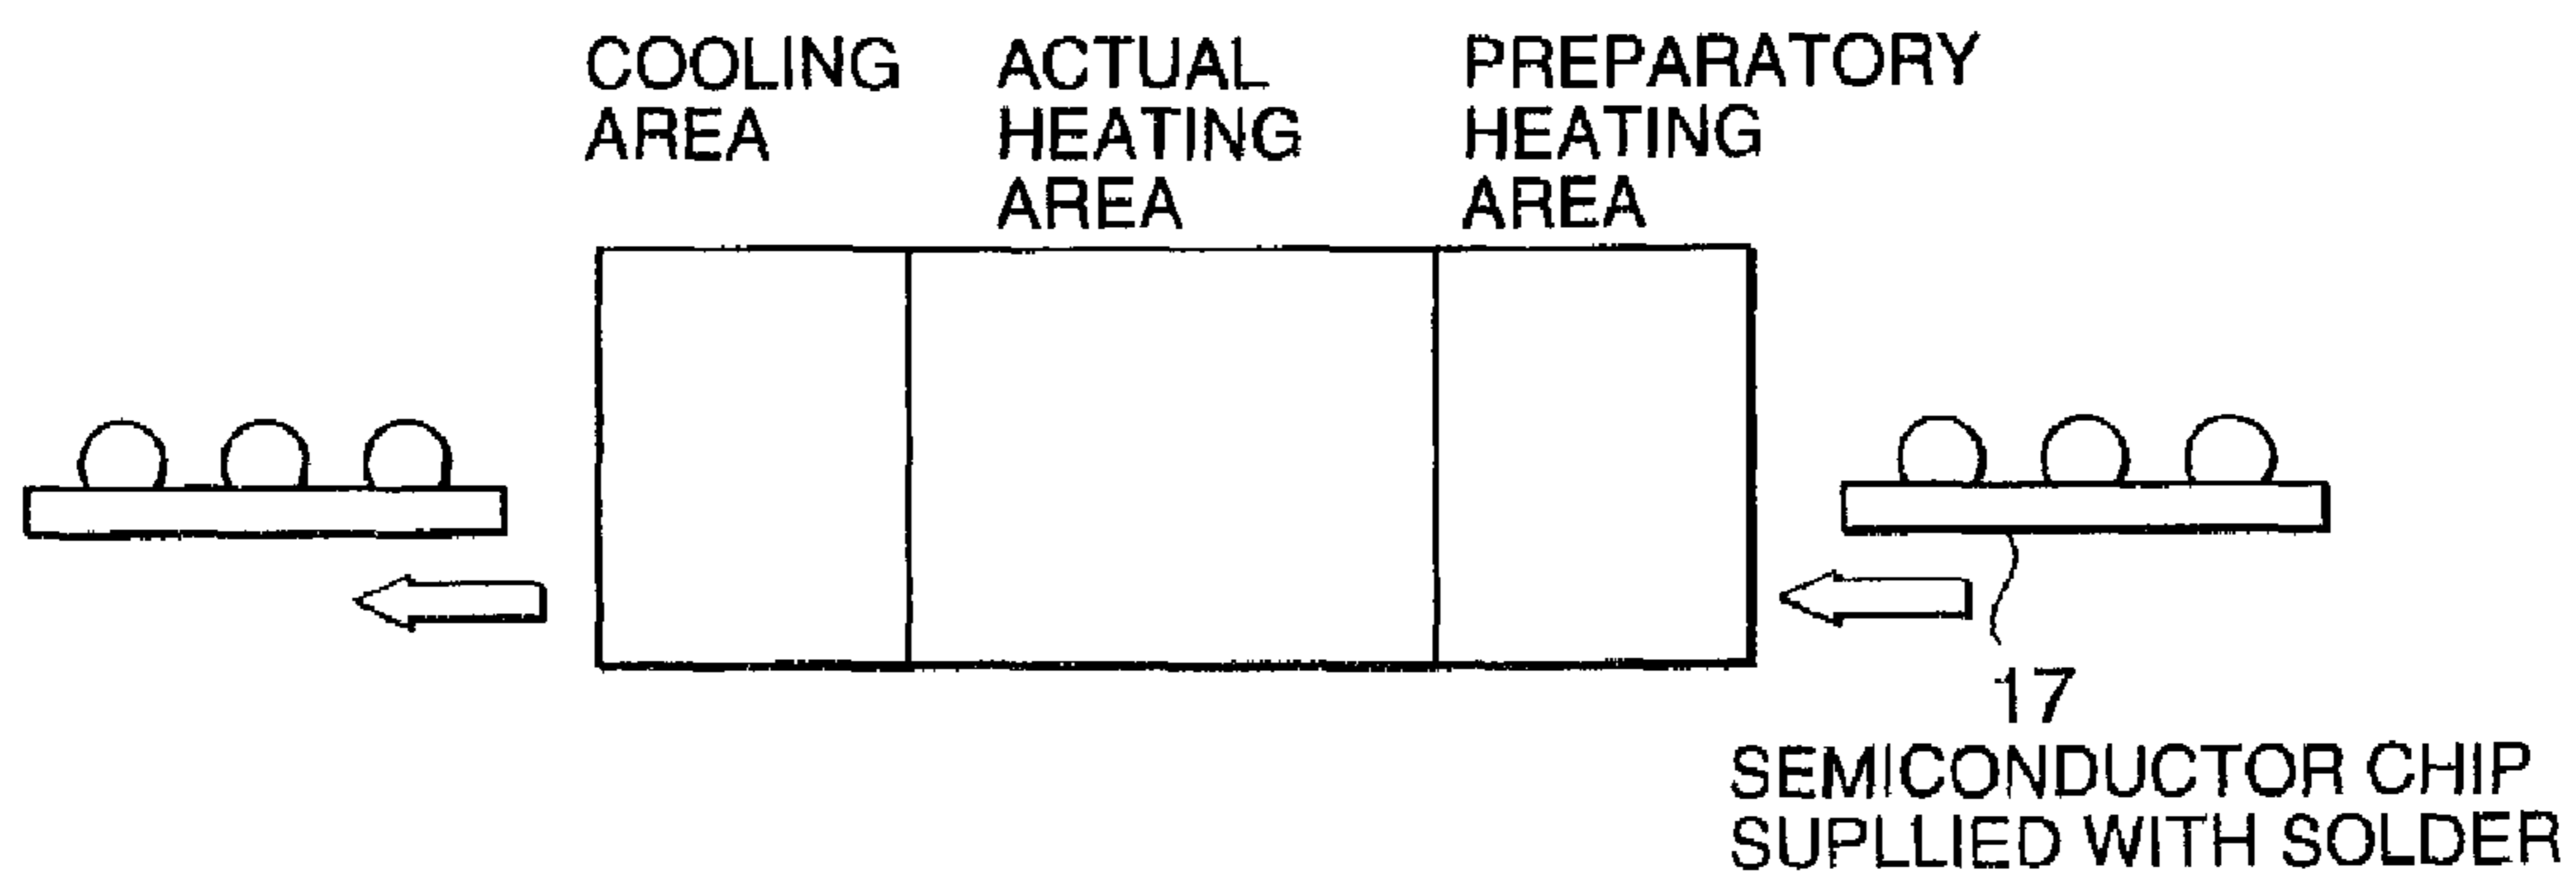 COOLING
AREA
ACTUAL
HEATING
AREA
PREPARATORY
HEATING
AREA
17
SEMICONDUCTOR CHIP
SUPLLIED WITH SOLDER